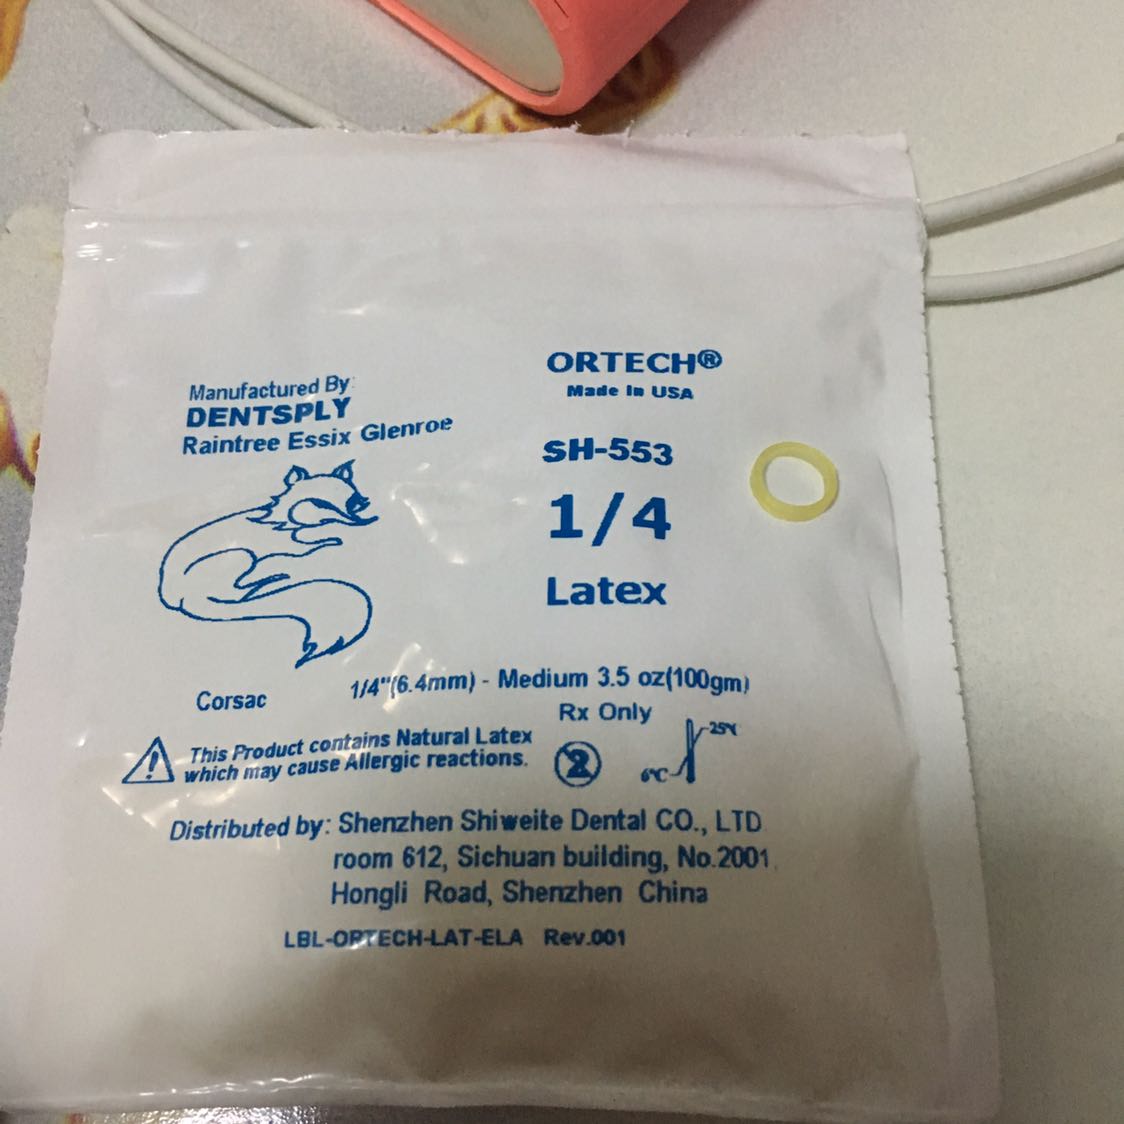 Manufactured By:
DENTSPLY
Raintree Essix Glenroe
ORTECH®
Made In USA
SH-553
1/4
Latex
Corsac
1/4"(6.4mm) - Medium 3.5 oz(100gm)
Rx Only
This Product contains Natural Latex
which may cause Allergic reactions.
2
25℃
6℃
Distributed by: Shenzhen Shiweite Dental CO., LTD
room 612, Sichuan building, No.2001,
Hongli Road, Shenzhen China
LBL-ORTECH-LAT-ELA Rev.001